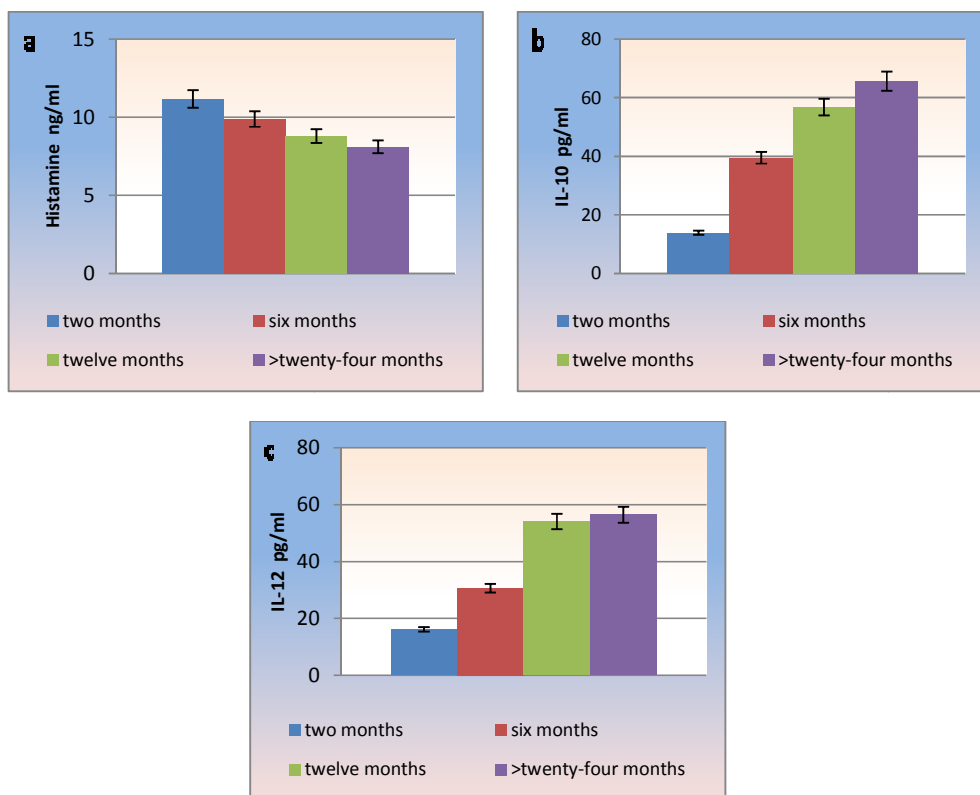 a
15
10
5
0
Histamine ng/ml
two months
six months
twelve months
>twenty-four months
b
80
60
40
20
0
IL-10 pg/ml
two months
six months
twelve months
>twenty-four months
c
80
60
40
20
0
IL-12 pg/ml
two months
six months
twelve months
>twenty-four months